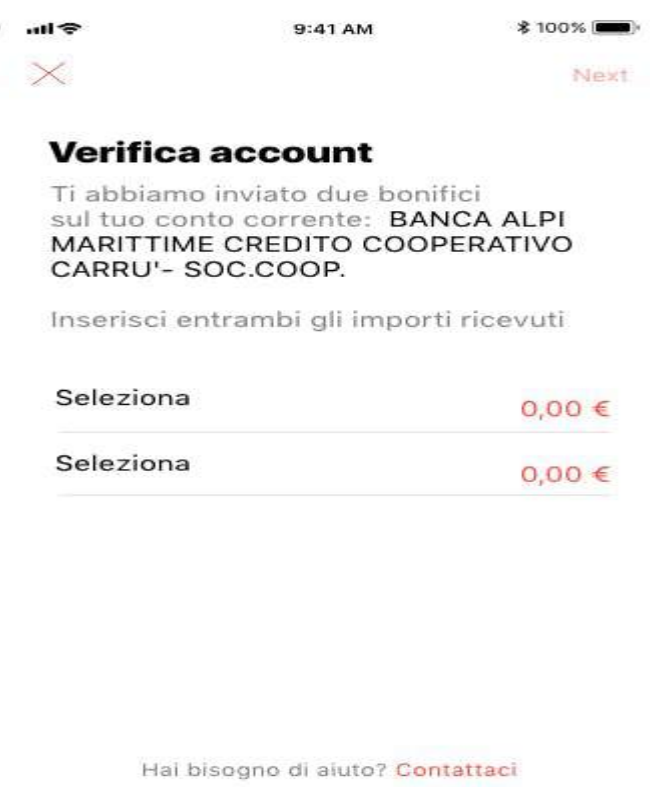 9:41 AM
100%
Next
Verifica account
Ti abbiamo inviato due bonifici
sul tuo conto corrente: BANCA ALPI
MARITTIME CREDITO COOPERATIVO
CARRU'- SOC.COOP.
Inserisci entrambi gli importi ricevuti
Seleziona
0,00 €
Seleziona
0,00 €
Hai bisogno di aiuto? Contattaci